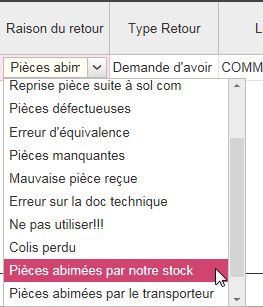 Raison du retour Type Retour L
Pièces abîm Demande d'avoir COMM
Reprise pièce suite à sol com
Pièces défectueuses
Erreur d'équivalence
Pièces manquantes
Mauvaise pièce reçue
Erreur sur la doc technique
Ne pas utiliser!!!
Colis perdu
Pièces abimées par notre stock
Pièces abimées par le transporteur